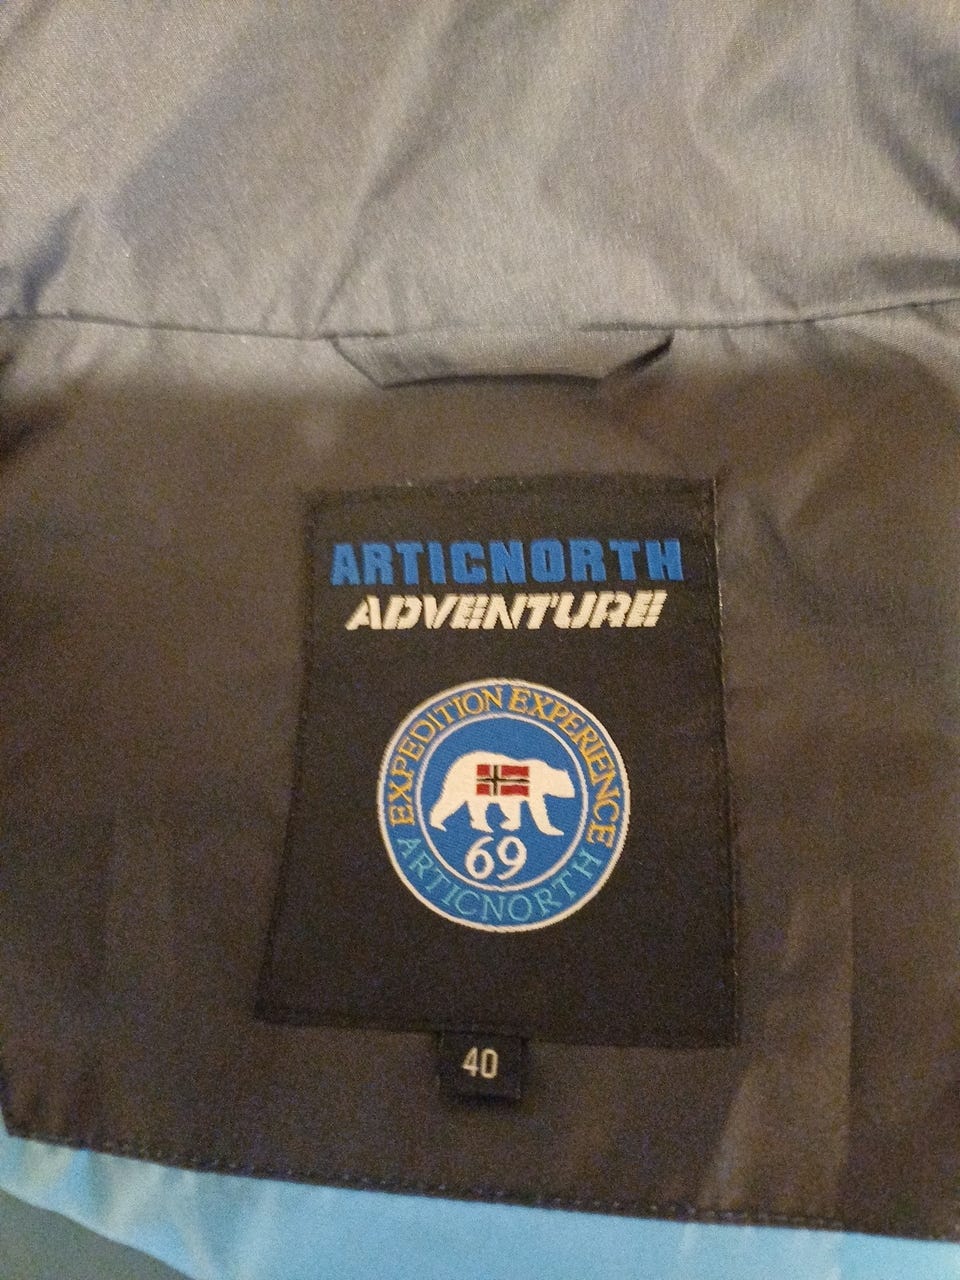 ARTICNORTH
ADVENTURE
EXPEDITION EXPERIENCE
69
ARTICNORTH
40